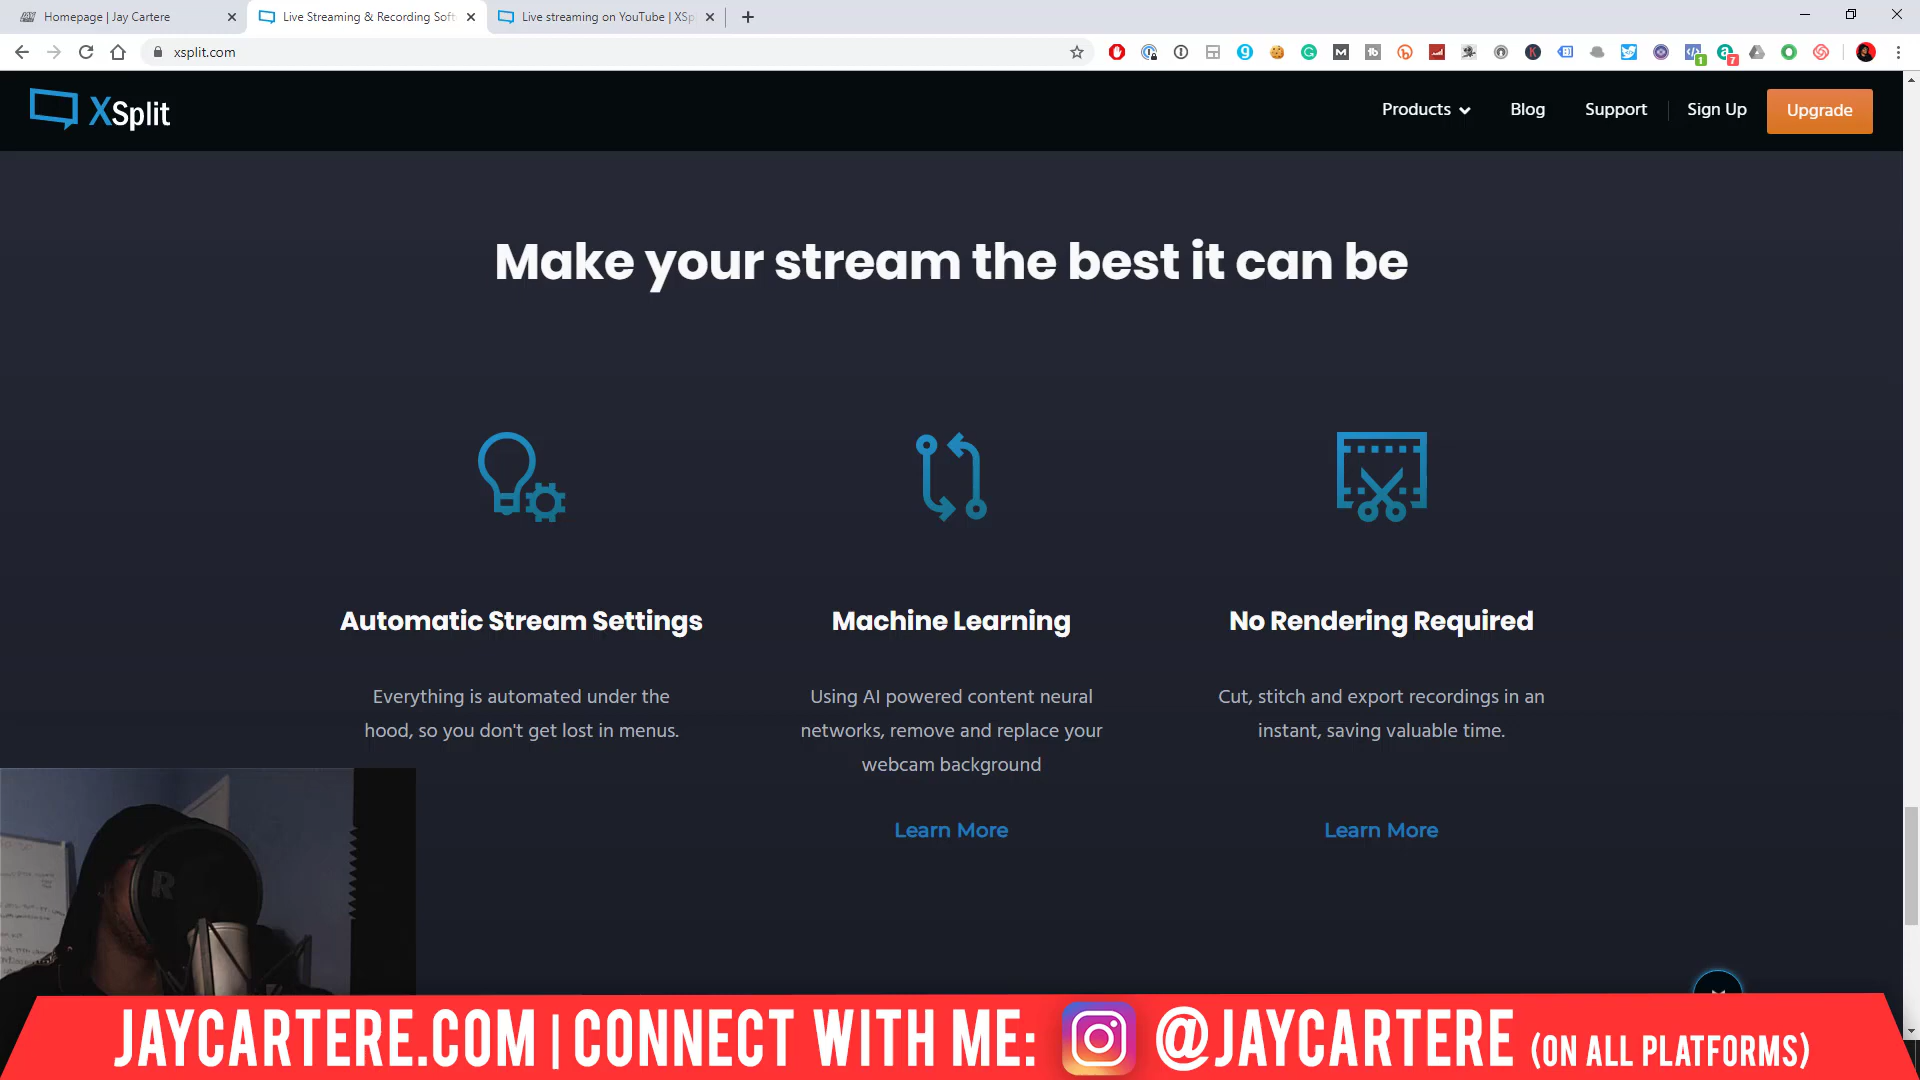 Homepage | Jay Cartere
Live Streaming & Recording Soft
Live streaming on YouTube | XSp
xsplit.com
1
7
XSplit
Products
Blog
Support
Sign Up
Upgrade
Make your stream the best it can be
Automatic Stream Settings
Everything is automated under the
hood, so you don't get lost in menus.
Machine Learning
Using AI powered content neural
networks, remove and replace your
webcam background
Learn More
No Rendering Required
Cut, stitch and export recordings in an
instant, saving valuable time.
Learn More
R
JAYCARTERE.COM | CONNECT WITH ME: @JAYCARTERE (ON ALL PLATFORMS)